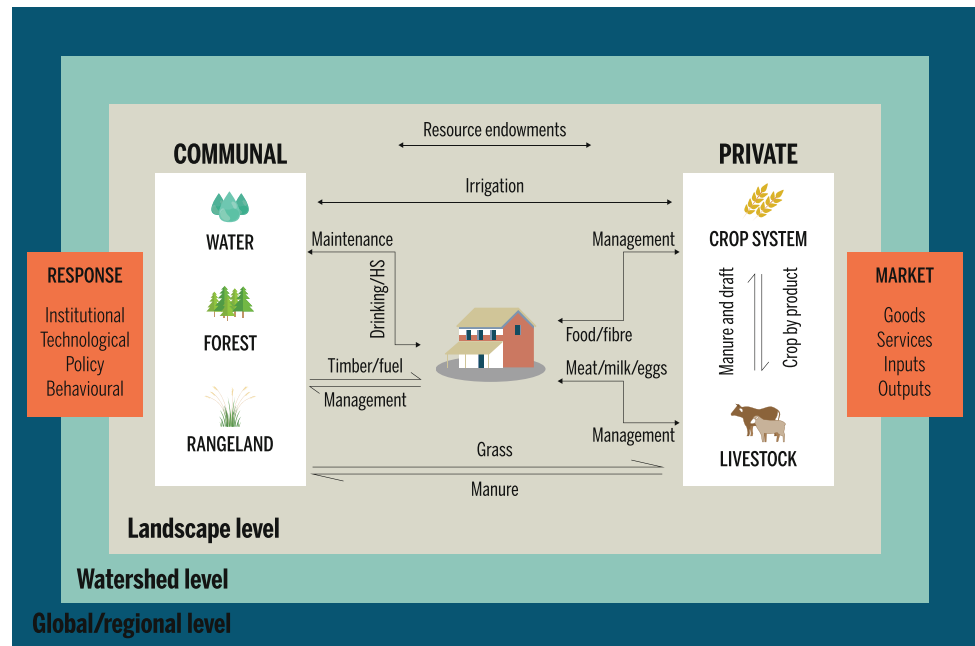 Resource endowments
COMMUNAL
PRIVATE
Irrigation
WATER
CROP SYSTEM
Maintenance
Management
Drinking/HS
Manure and draft
Crop by product
RESPONSE
Institutional
Technological
Policy
Behavioural
MARKET
Goods
Services
Inputs
Outputs
FOREST
Food/fibre
Timber/fuel
Meat/milk/eggs
Management
Management
RANGELAND
LIVESTOCK
Grass
Manure
Landscape level
Watershed level
Global/regional level